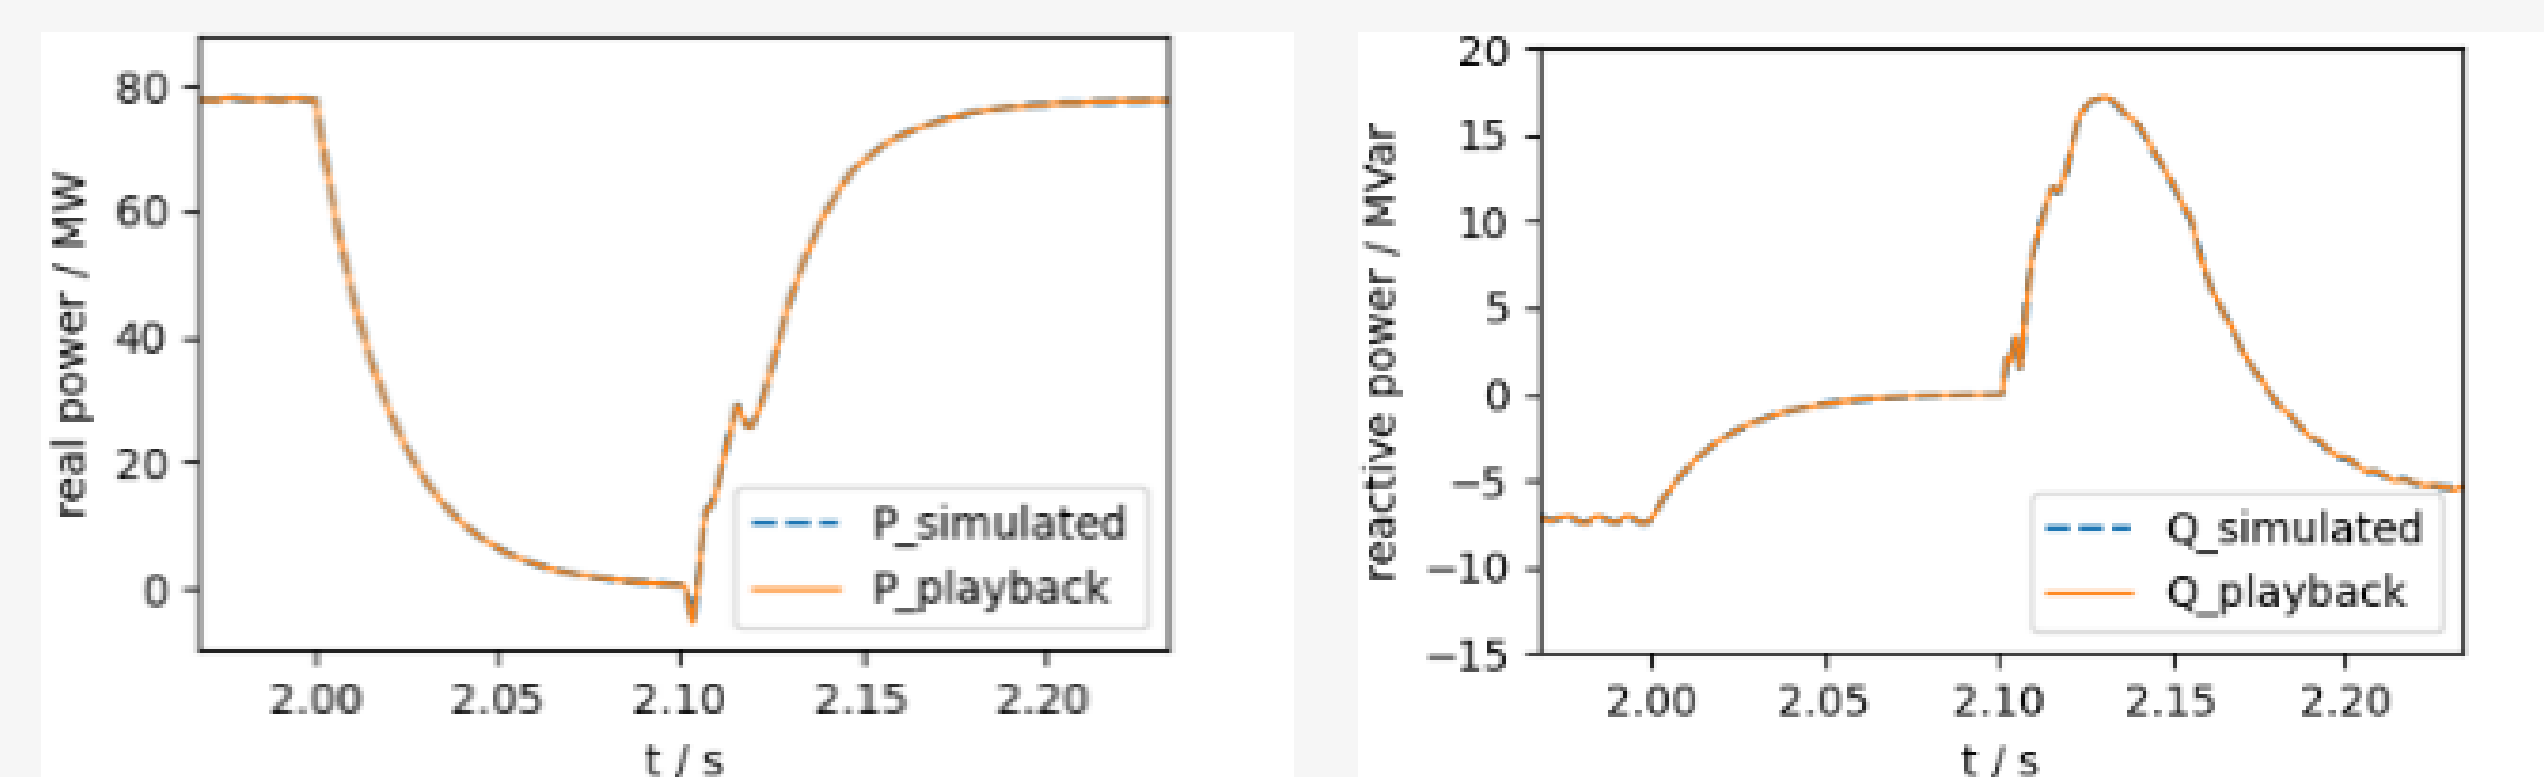 80
60
40
20
0
real power / MW
P_simulated
P_playback
2.00 2.05 2.10 2.15 2.20
t / s
20
15
10
5
0
−5
−10
−15
reactive power / MVar
Q_simulated
Q_playback
2.00 2.05 2.10 2.15 2.20
t / s